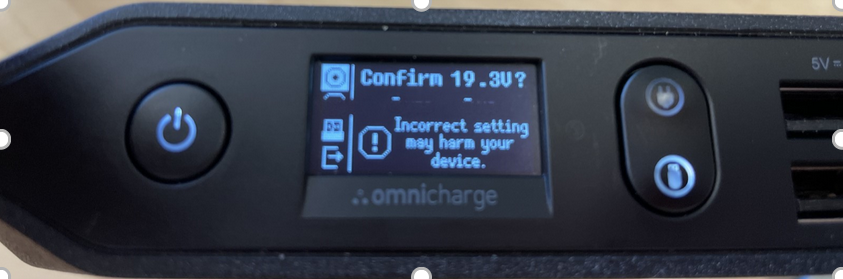 Confirm 19.3V?
Incorrect setting
may harm your
device.
omnicharge
5V⎓